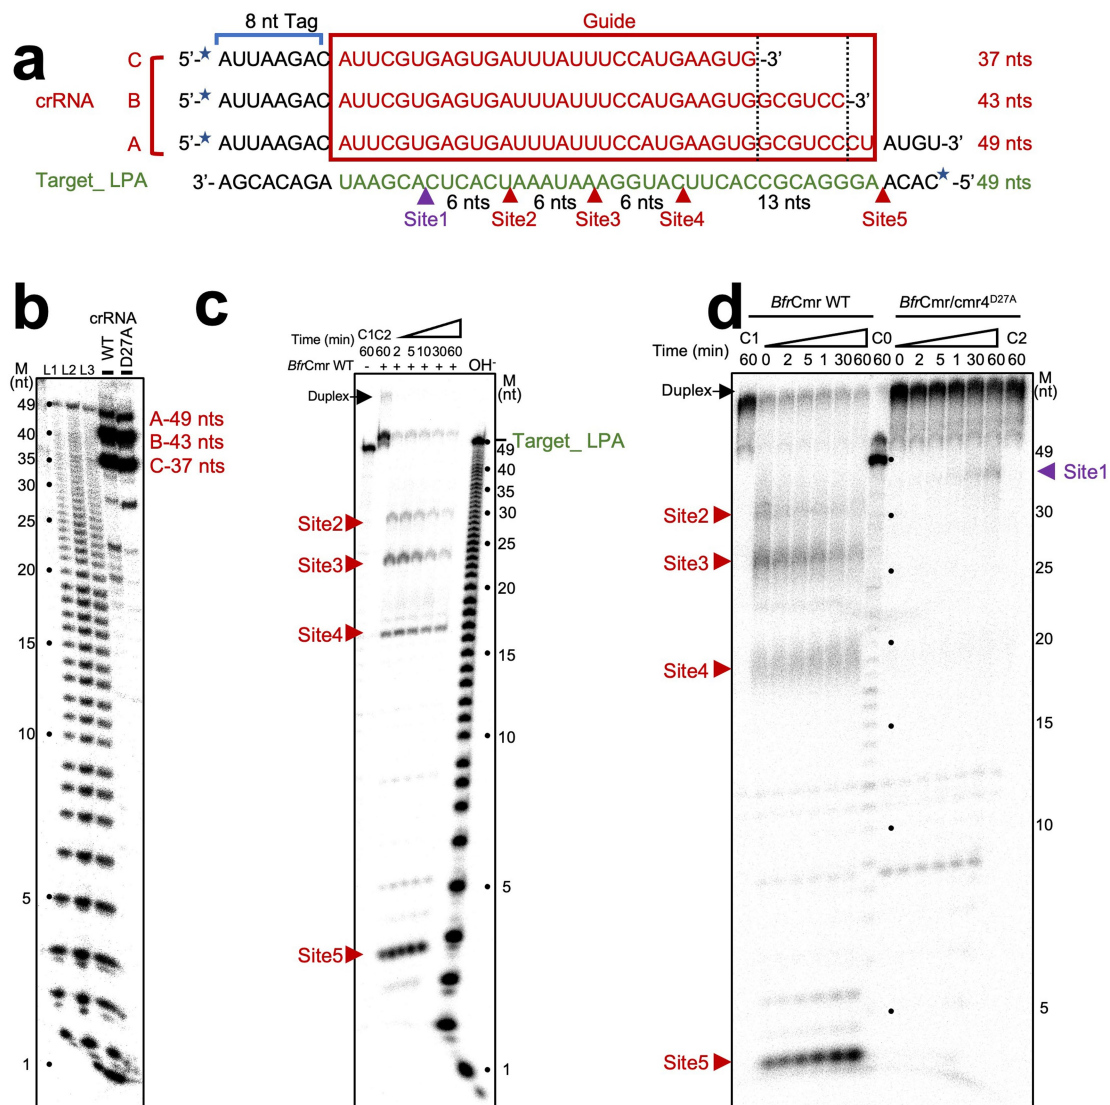 a
8 nt Tag
Guide
C 5'-★ AUUAAGAC AUUCGUGAGUGAUUUAUUUCCAUGAAGUG-3' 37 nts
crRNA B 5'-★ AUUAAGAC AUUCGUGAGUGAUUUAUUUCCAUGAAGUGGCGUCC-3' 43 nts
A 5'-★ AUUAAGAC AUUCGUGAGUGAUUUAUUUCCAUGAAGUGGCGUCCCU AUGU-3' 49 nts
Target_ LPA 3'- AGCACAGA UAAGCACUCACUAAAUAAAGGUACUUCACCGCAGGGA ACAC★ -5' 49 nts
6 nts 6 nts 6 nts 13 nts
Site1 Site2 Site3 Site4 Site5
b
crRNA
WT
D27A
M
(nt)
L1 L2 L3
49
40
35
30
25
20
15
10
5
1
A-49 nts
B-43 nts
C-37 nts
c
Time (min)
C1 C2
60 60 2 5 10 30 60
BfrCmr WT - + + + + + + OH-
M
(nt)
Duplex
Target_ LPA
49
40
35
30
25
20
15
10
5
1
Site2
Site3
Site4
Site5
d
BfrCmr WT
BfrCmr/cmr4D27A
C1 C0 C2
Time (min) 60 0 2 5 1 30 60 60 0 2 5 1 30 60 60
M
(nt)
Duplex
49
Site1
30
25
20
15
10
5
Site2
Site3
Site4
Site5